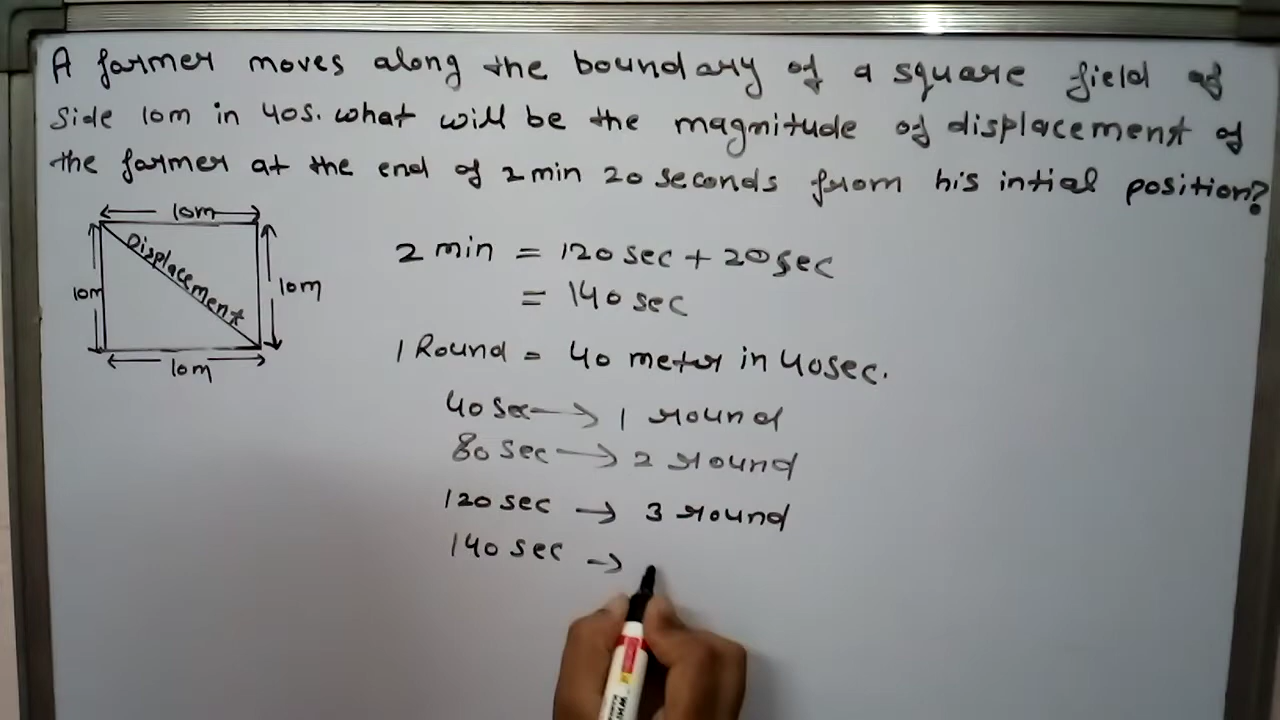 A farmer moves along the boundary of a square field of
Side 10m in 40s. what will be the magnitude of displacement of
the farmer at the end of 2 min 20 seconds from his intial position?
10m
Displacement
10m
10m
10m
2 min = 120 sec + 20 sec
= 140 sec
1 Round = 40 meter in 40sec.
40 sec → 1 round
80 sec → 2 round
120 sec → 3 round
140 sec →